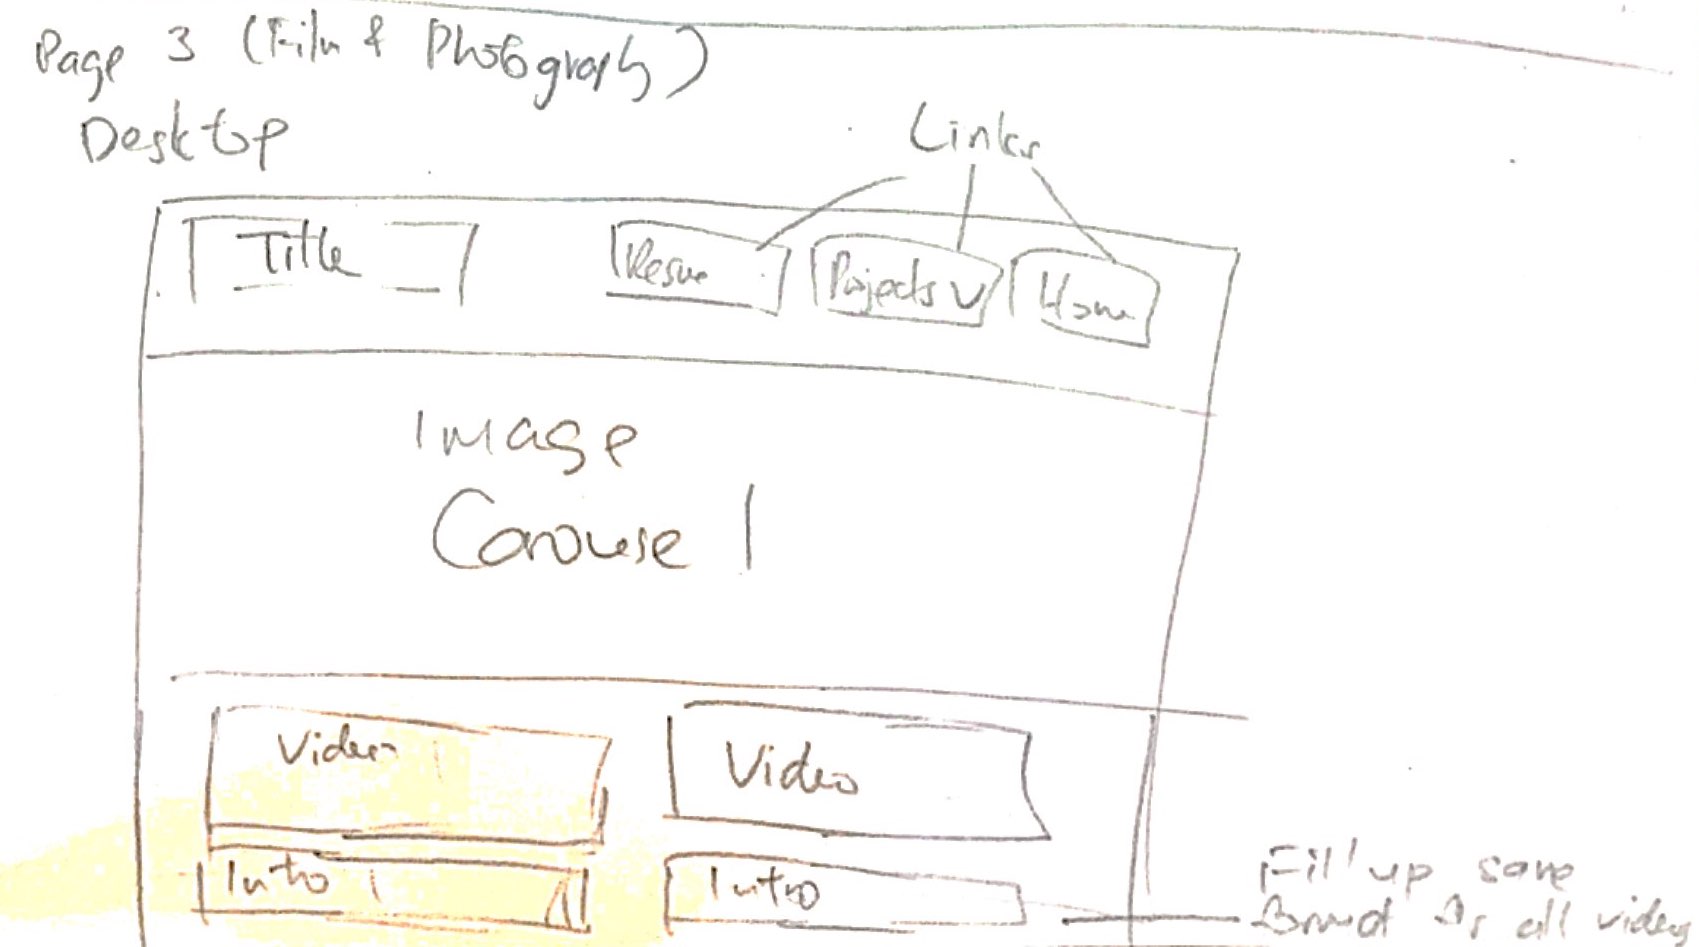 Page 3 (Film & Photography)
Desktop
Links
Title
Resume
Projects
Home
Image
Carousel
Video
Video
Intro
Intro
Fill up same
for all videos